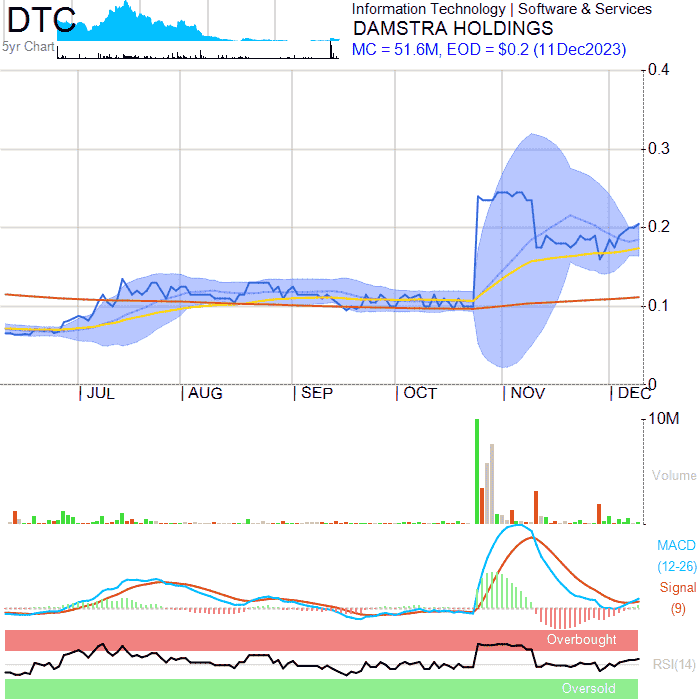 DTC
5yr Chart
Information Technology | Software & Services
DAMSTRA HOLDINGS
MC = 51.6M, EOD = $0.2 (11Dec2023)
0.4
0.3
0.2
0.1
0
| JUL | AUG | SEP | OCT | NOV | DEC
10M
Volume
MACD
(12-26)
Signal
(9)
Overbought
RSI(14)
Oversold